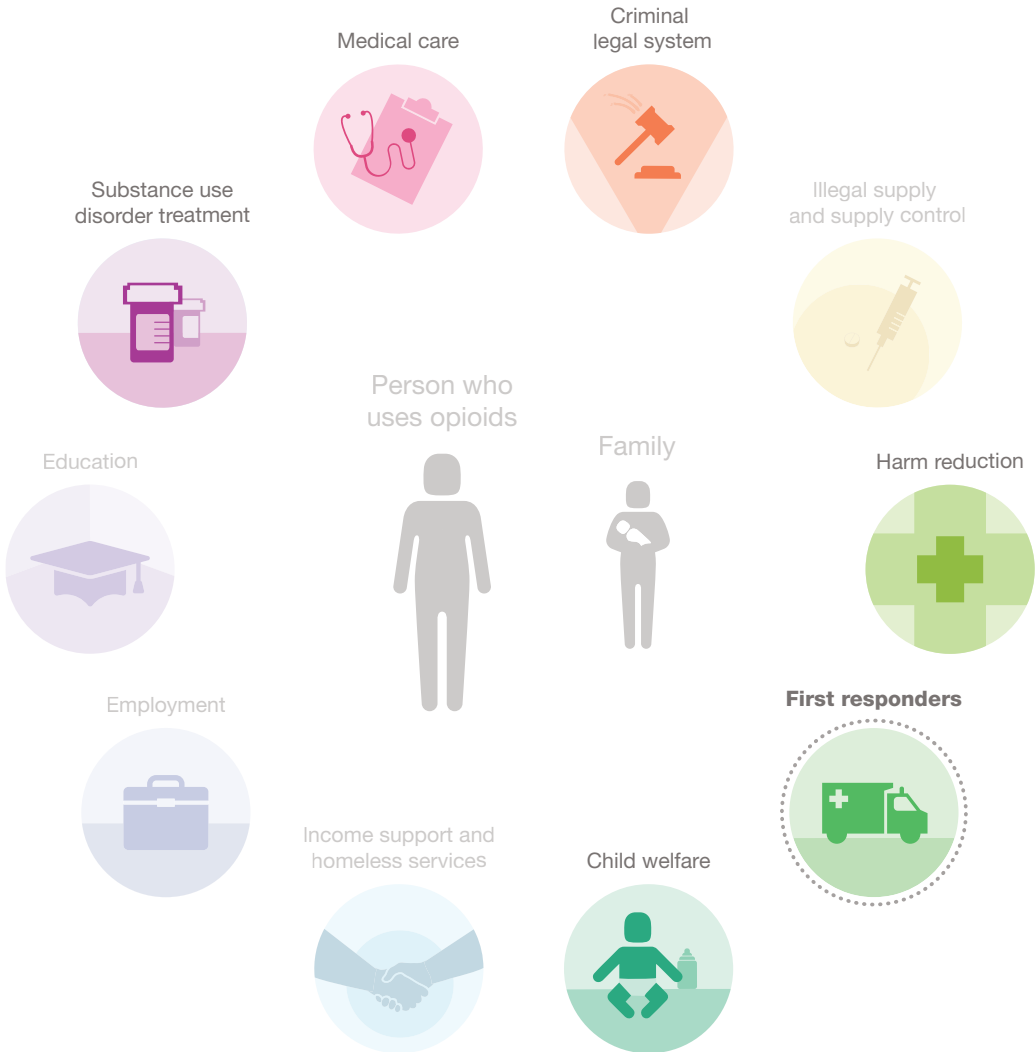 Criminal
legal system
Medical care
Substance use
disorder treatment
Illegal supply
and supply control
Person who
uses opioids
Family
Education
Harm reduction
Employment
First responders
Income support and
homeless services
Child welfare